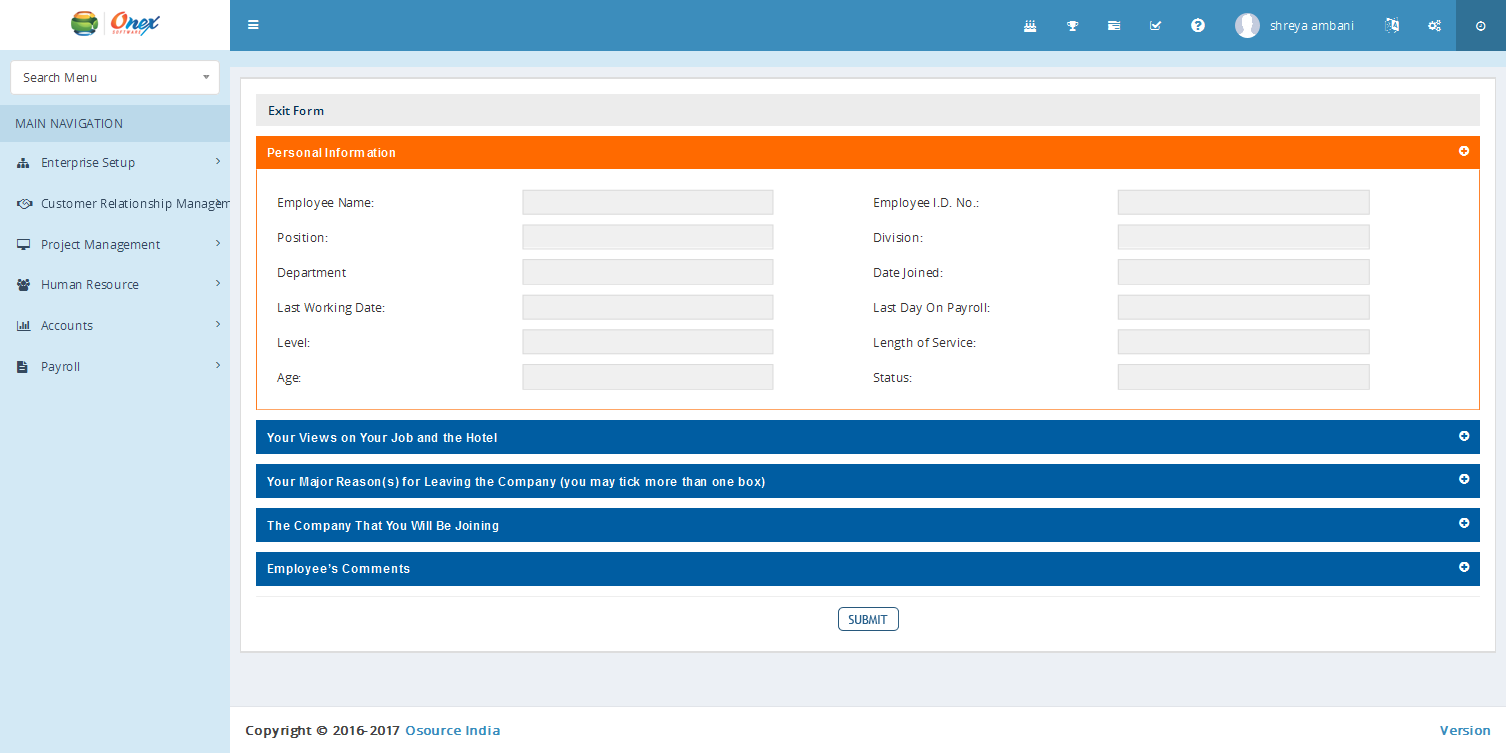 Onex
SOFTWARE
shreya ambani
Search Menu
MAIN NAVIGATION
Enterprise Setup
Customer Relationship Managem
Project Management
Human Resource
Accounts
Payroll
Exit Form
Personal Information
Employee Name:
Employee I.D. No.:
Position:
Division:
Department
Date Joined:
Last Working Date:
Last Day On Payroll:
Level:
Length of Service:
Age:
Status:
Your Views on Your Job and the Hotel
Your Major Reason(s) for Leaving the Company (you may tick more than one box)
The Company That You Will Be Joining
Employee's Comments
SUBMIT
Copyright © 2016-2017 Osource India
Version